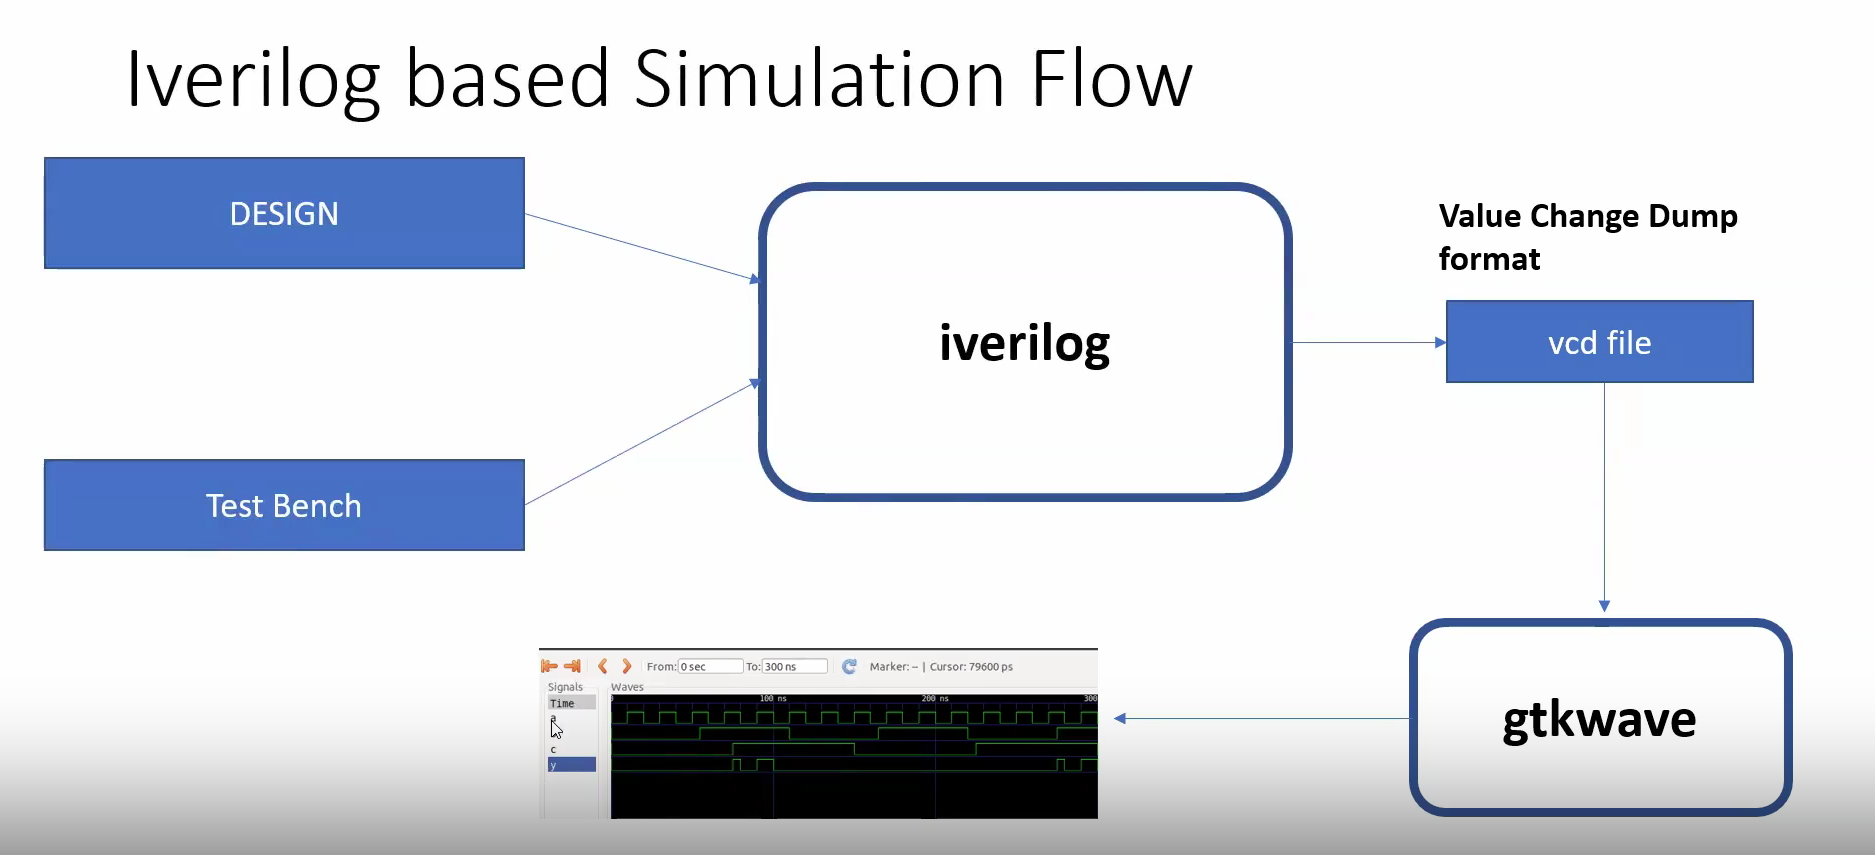 Iverilog based Simulation Flow
DESIGN
Value Change Dump
format
iverilog
vcd file
Test Bench
From: 0 sec To: 300 ns Marker: -- | Cursor: 79600 ps
Signals Waves
Time
100 ns 200 ns 300
a
c
y
gtkwave